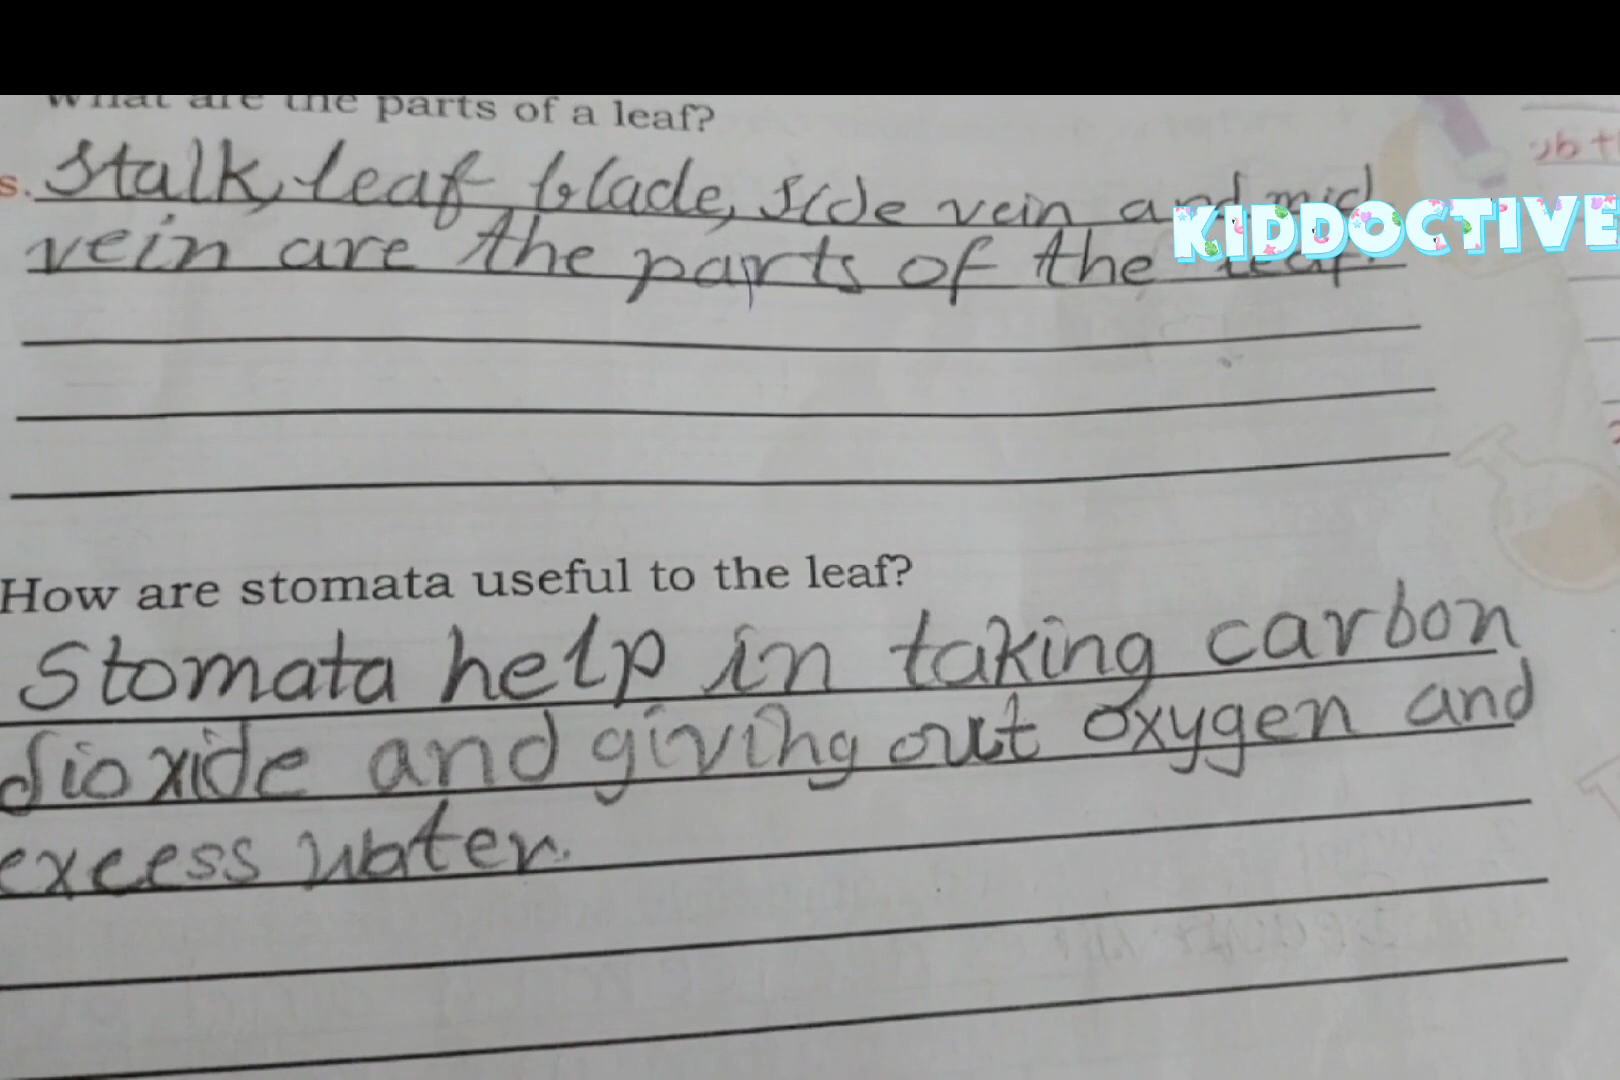 What are the parts of a leaf?
s. Stalk, leaf blade, side vein and mid
KIDDOCTIVE
vein are the parts of the leaf.
How are stomata useful to the leaf?
Stomata help in taking carbon
dioxide and giving out oxygen and
excess water.